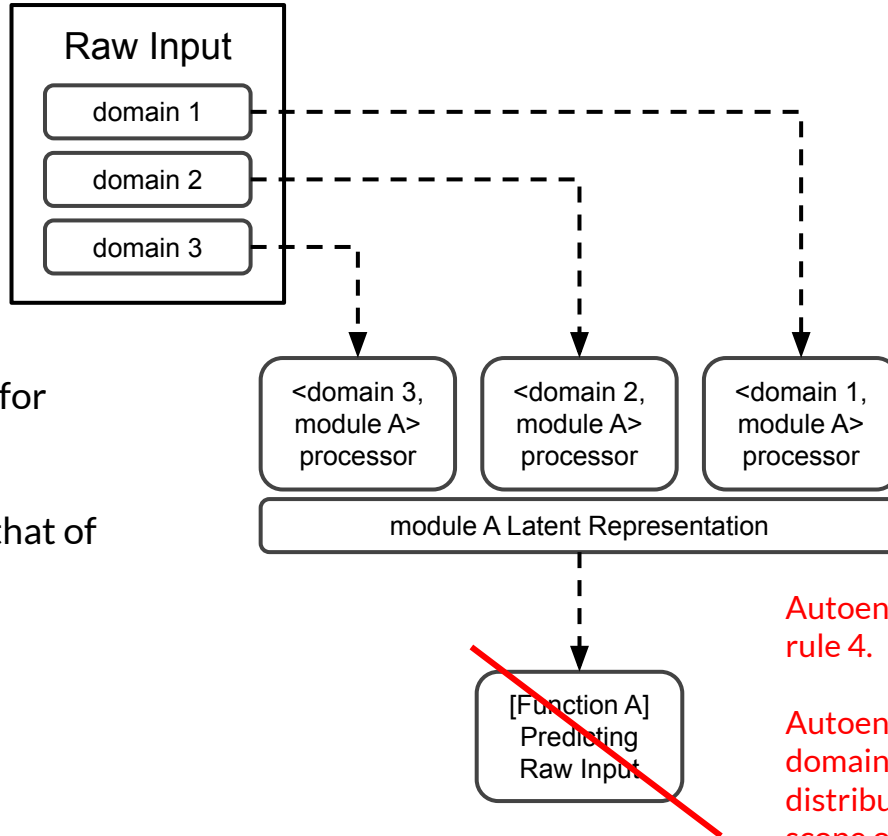 Raw Input
domain 1
domain 2
domain 3
for
that of
<domain 3,
module A>
processor
<domain 2,
module A>
processor
<domain 1,
module A>
processor
module A Latent Representation
[Function A]
Predicting
Raw Input
Autoen
rule 4.
Autoen
domain
distribu